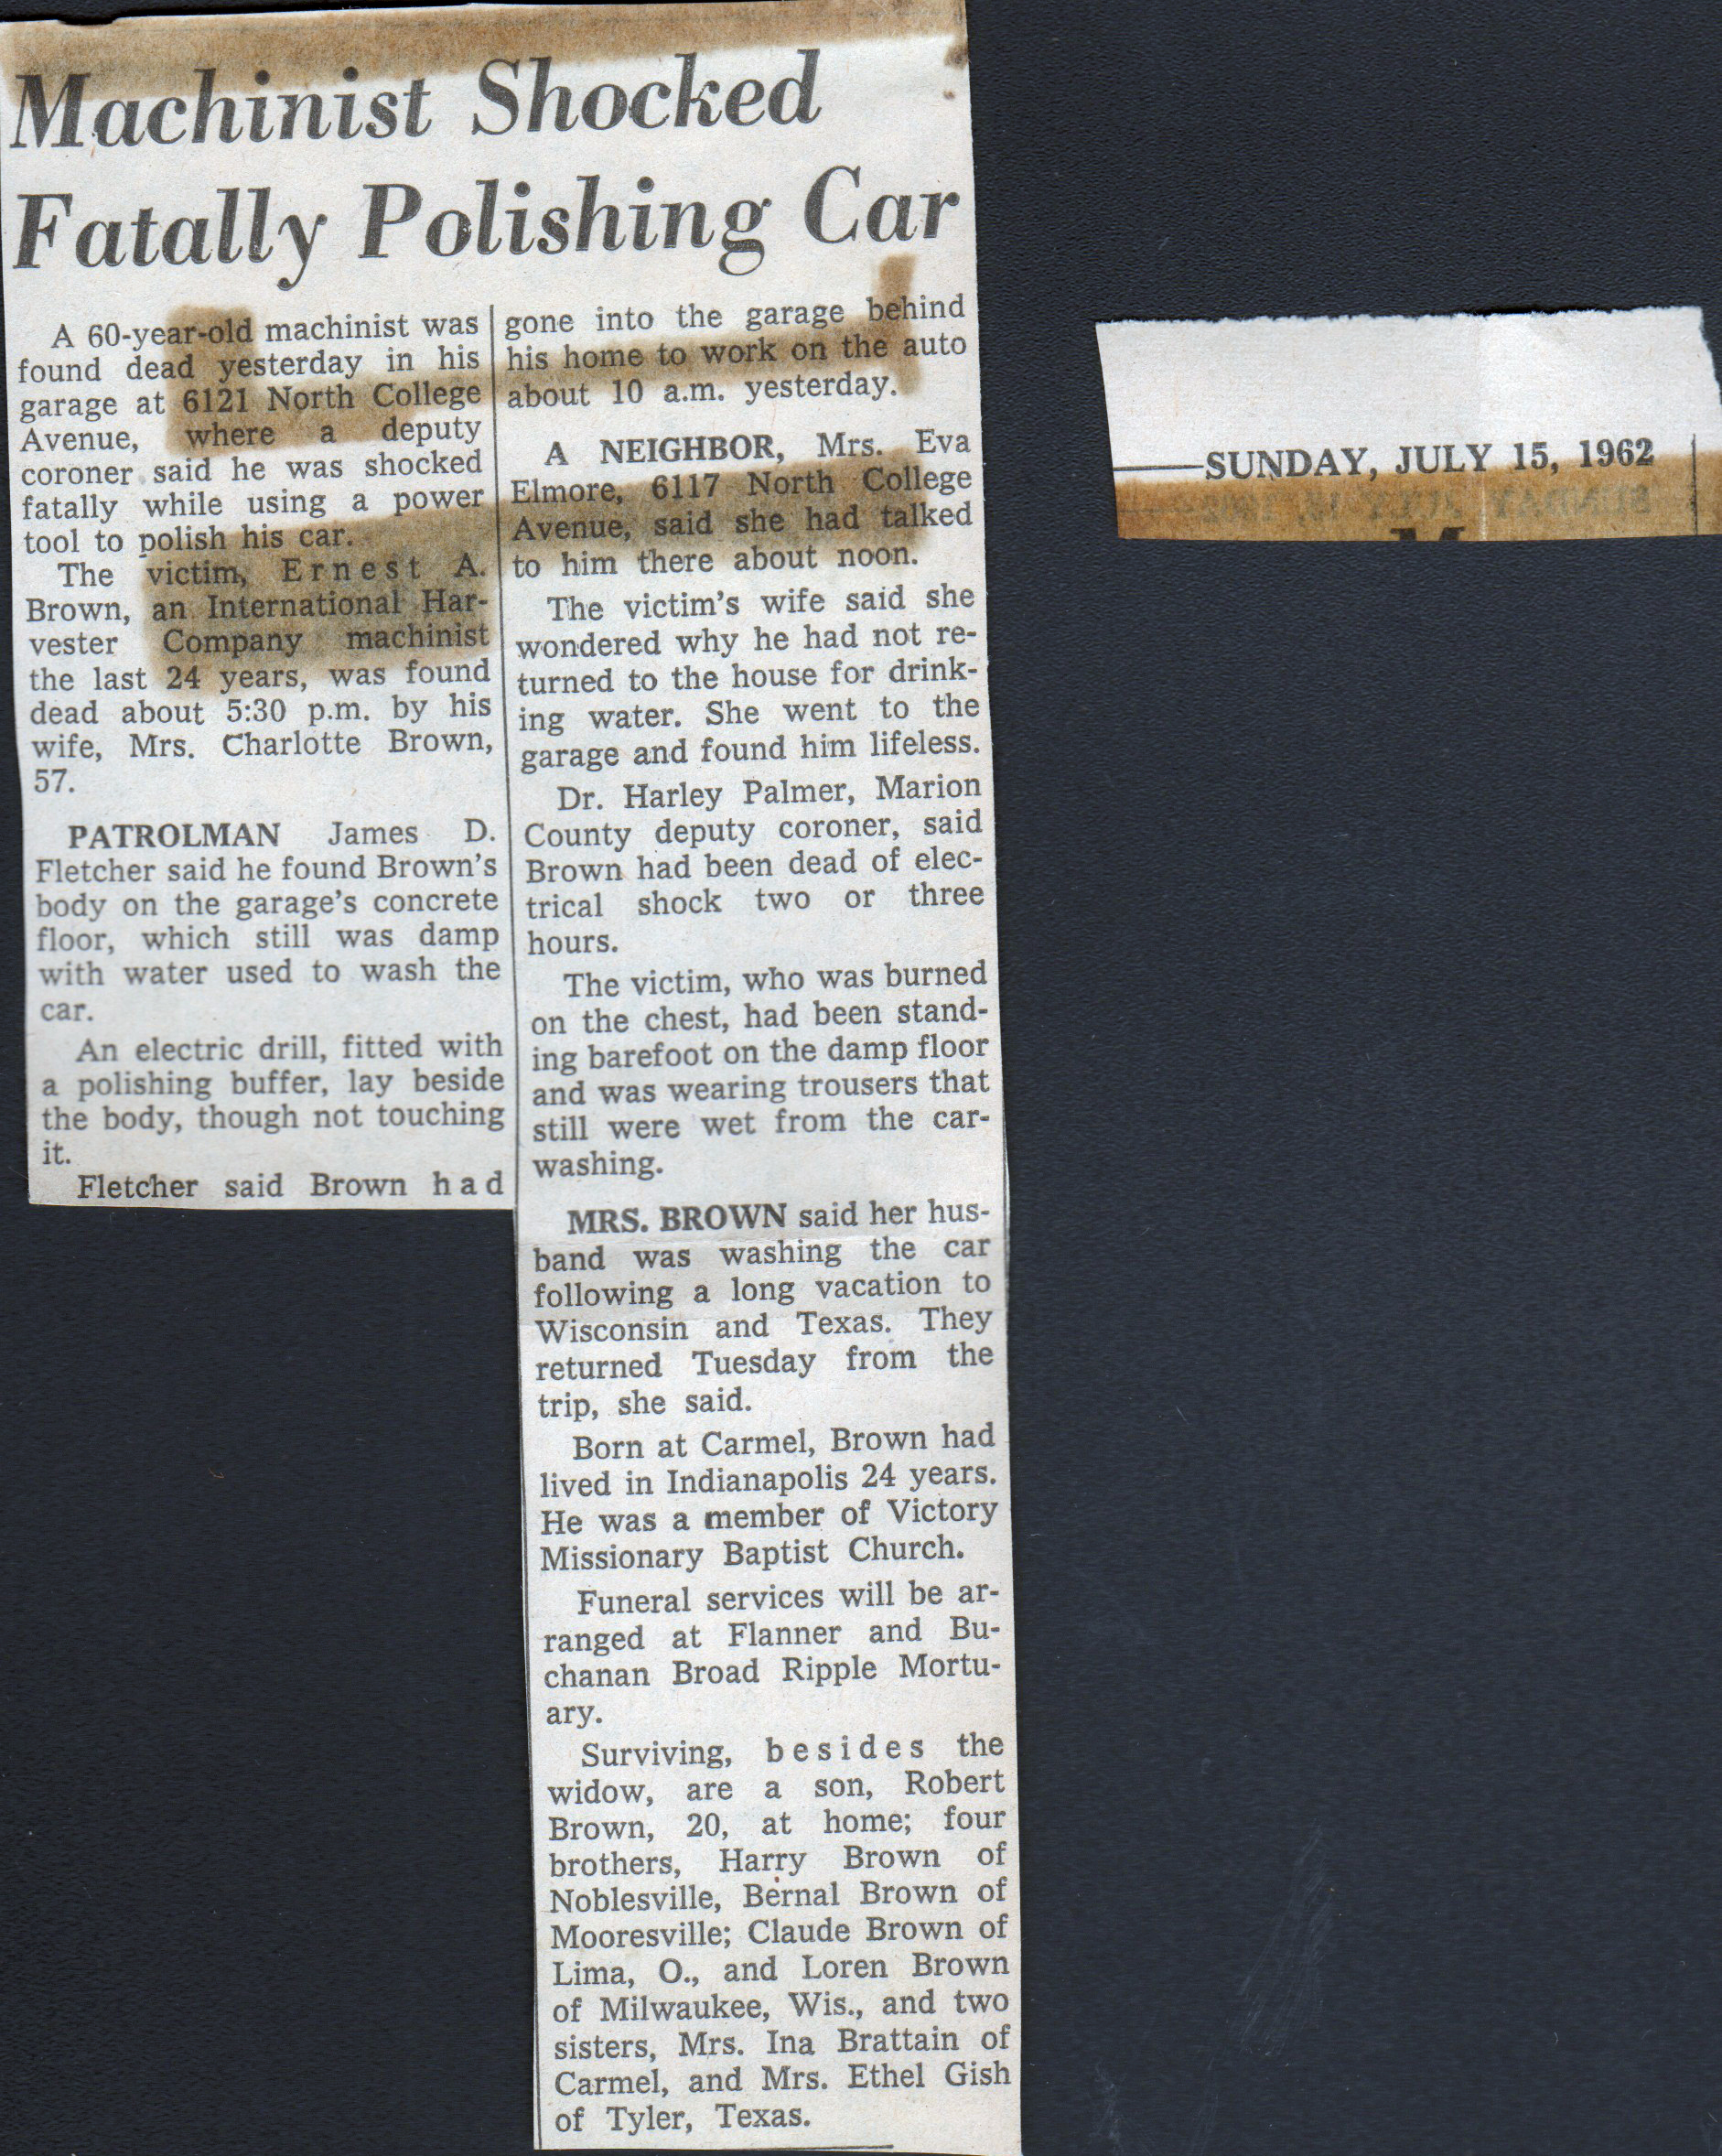 Machinist Shocked
Fatally Polishing Car
A 60-year-old machinist was
found dead yesterday in his
garage at 6121 North College
Avenue, where a deputy
coroner said he was shocked
fatally while using a power
tool to polish his car.
The victim, Ernest A.
Brown, an International Har-
vester Company machinist
the last 24 years, was found
dead about 5:30 p.m. by his
wife, Mrs. Charlotte Brown,
57.
PATROLMAN James D.
Fletcher said he found Brown's
body on the garage's concrete
floor, which still was damp
with water used to wash the
car.
An electric drill, fitted with
a polishing buffer, lay beside
the body, though not touching
it.
Fletcher said Brown had
gone into the garage behind
his home to work on the auto
about 10 a.m. yesterday.
A NEIGHBOR, Mrs. Eva
Elmore, 6117 North College
Avenue, said she had talked
to him there about noon.
The victim's wife said she
wondered why he had not re-
turned to the house for drink-
ing water. She went to the
garage and found him lifeless.
Dr. Harley Palmer, Marion
County deputy coroner, said
Brown had been dead of elec-
trical shock two or three
hours.
The victim, who was burned
on the chest, had been stand-
ing barefoot on the damp floor
and was wearing trousers that
still were wet from the car-
washing.
MRS. BROWN said her hus-
band was washing the car
following a long vacation to
Wisconsin and Texas. They
returned Tuesday from the
trip, she said.
Born at Carmel, Brown had
lived in Indianapolis 24 years.
He was a member of Victory
Missionary Baptist Church.
Funeral services will be ar-
ranged at Flanner and Bu-
chanan Broad Ripple Mortu-
ary.
Surviving, besides the
widow, are a son, Robert
Brown, 20, at home; four
brothers, Harry Brown of
Noblesville, Bernal Brown of
Mooresville; Claude Brown of
Lima, O., and Loren Brown
of Milwaukee, Wis., and two
sisters, Mrs. Ina Brattain of
Carmel, and Mrs. Ethel Gish
of Tyler, Texas.
SUNDAY, JULY 15, 1962